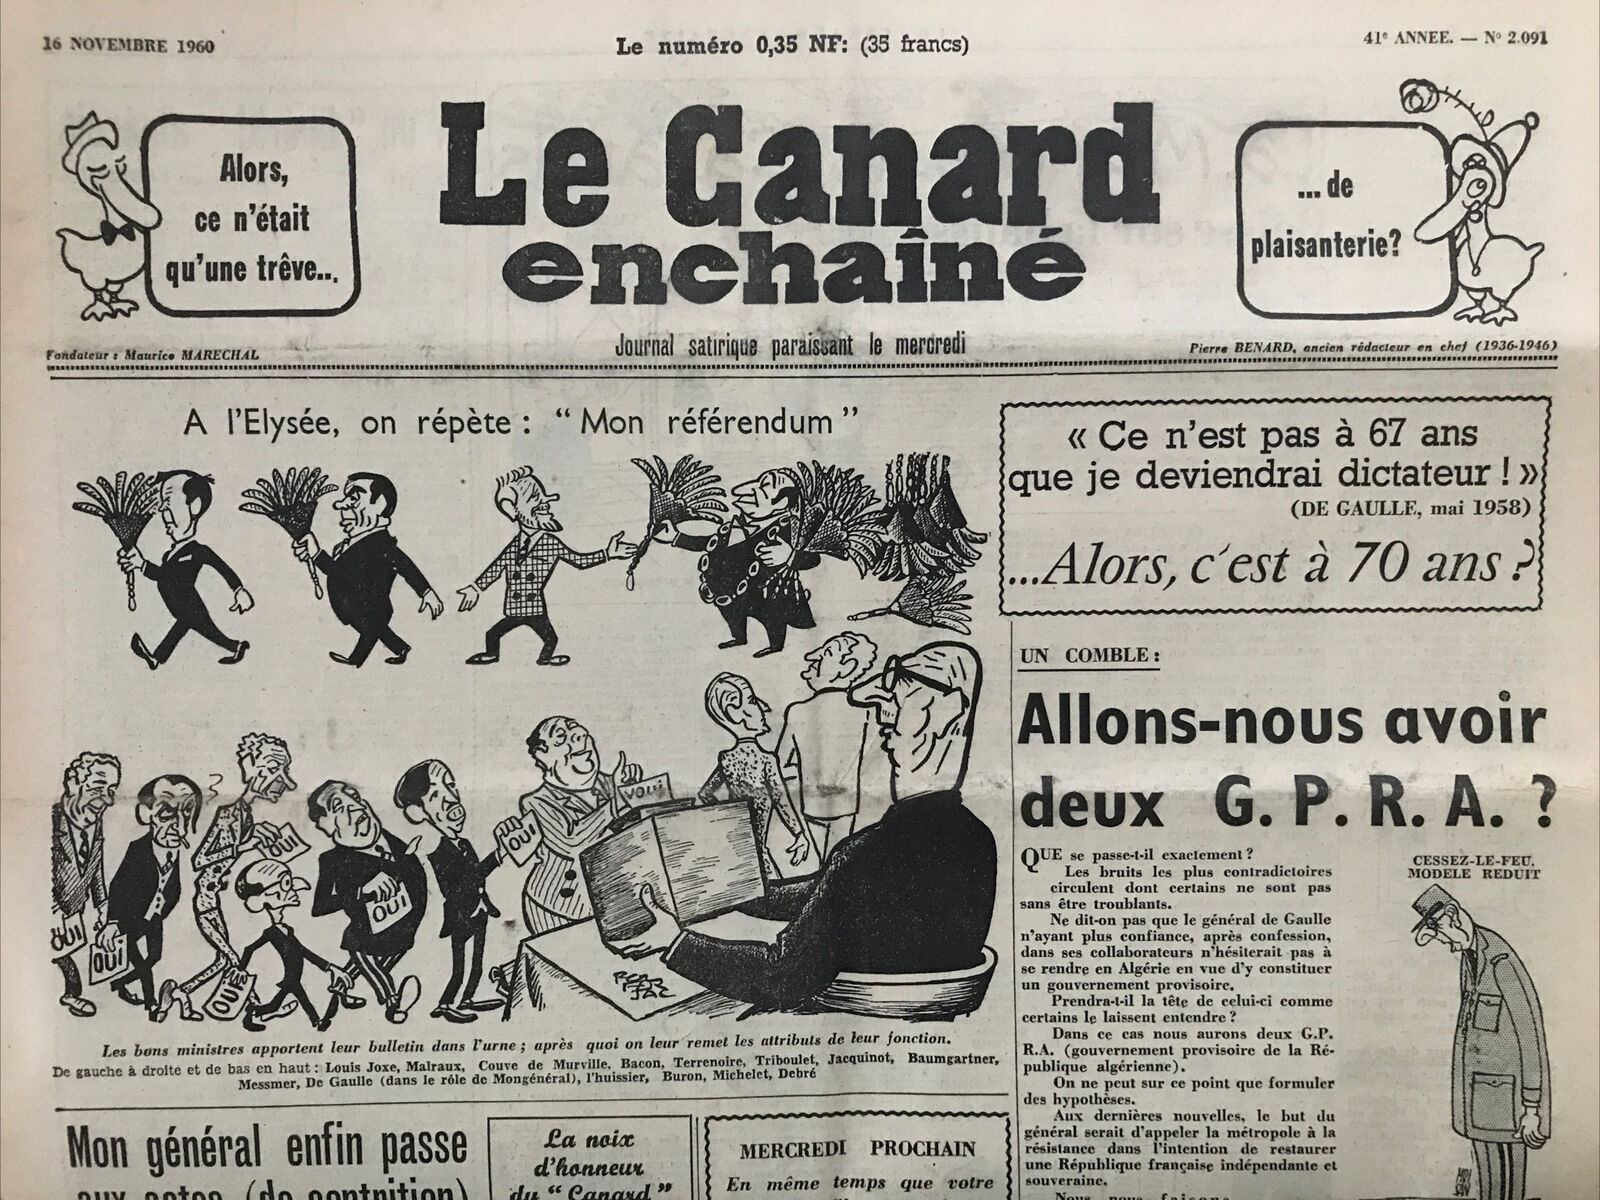 16 NOVEMBRE 1960
Le numéro 0,35 NF: (35 francs)
41e ANNEE. — No 2.091
Alors,
ce n'était
qu'une trêve...
Le Canard
enchaîné
...de
plaisanterie?
Journal satirique paraissant le mercredi
Fondateur : Maurice MARECHAL
Pierre BENARD, ancien rédacteur en chef (1936-1946)
A l'Elysée, on répète : “ Mon référendum ”
VOUI
OUI
OUI
OUI
OUI
OUI
OUI
Les bons ministres apportent leur bulletin dans l'urne ; après quoi on leur remet les attributs de leur fonction.
De gauche à droite et de bas en haut : Louis Joxe, Malraux, Couve de Murville, Bacon, Terrenoire, Triboulet, Jacquinot, Baumgartner,
Messmer, De Gaulle (dans le rôle de Mongénéral), l'huissier, Buron, Michelet, Debré
« Ce n'est pas à 67 ans
que je deviendrai dictateur ! »
(DE GAULLE, mai 1958)
...Alors, c'est à 70 ans ?
UN COMBLE :
Allons-nous avoir
deux G. P. R. A. ?
QUE se passe-t-il exactement ?
Les bruits les plus contradictoires
circulent dont certains ne sont pas
sans être troublants.
Ne dit-on pas que le général de Gaulle
n'ayant plus confiance, après confession,
dans ses collaborateurs n'hésiterait pas à
se rendre en Algérie en vue d'y constituer
un gouvernement provisoire.
Prendra-t-il la tête de celui-ci comme
certains le laissent entendre ?
Dans ce cas nous aurons deux G.P.
R.A. (gouvernement provisoire de la Ré-
publique algérienne).
On ne peut sur ce point que formuler
des hypothèses.
Aux dernières nouvelles, le but du
général serait d'appeler la métropole à la
résistance dans l'intention de restaurer
une République française indépendante et
souveraine.
CESSEZ-LE-FEU,
MODELE REDUIT
Mon général enfin passe
aux actes (de contrition)
La noix
d'honneur
du “ Canard ”
MERCREDI PROCHAIN
En même temps que votre